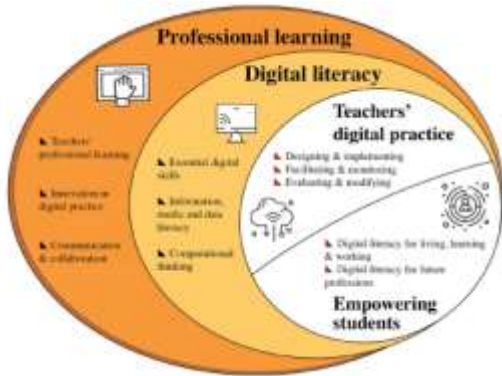 Professional learning
Teachers'
professional learning
Innovation in
digital practice
Communication
& collaboration
Digital literacy
Essential digital
skills
Information,
media and data
literacy
Computational
thinking
Teachers'
digital practice
Designing & implementing
Facilitating & monitoring
Evaluating & modifying
Digital literacy for living, learning
& working
Digital literacy for future
professions
Empowering
students